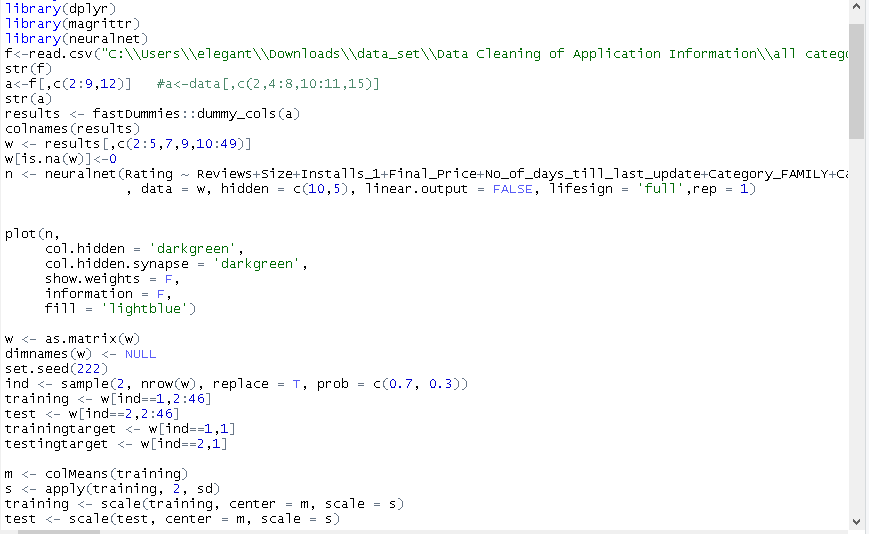 library(dplyr)
library(magrittr)
library(neuralnet)
f<-read.csv("C:\\Users\\elegant\\Downloads\\data_set\\Data Cleaning of Application Information\\all catego
str(f)
a<-f[,c(2:9,12)]   #a<-data[,c(2,4:8,10:11,15)]
str(a)
results <- fastDummies::dummy_cols(a)
colnames(results)
w <- results[,c(2:5,7,9,10:49)]
w[is.na(w)]<-0
n <- neuralnet(Rating ~ Reviews+Size+Installs_1+Final_Price+No_of_days_till_last_update+Category_FAMILY+Ca
, data = w, hidden = c(10,5), linear.output = FALSE, lifesign = 'full',rep = 1)
plot(n,
col.hidden = 'darkgreen',
col.hidden.synapse = 'darkgreen',
show.weights = F,
information = F,
fill = 'lightblue')
w <- as.matrix(w)
dimnames(w) <- NULL
set.seed(222)
ind <- sample(2, nrow(w), replace = T, prob = c(0.7, 0.3))
training <- w[ind==1,2:46]
test <- w[ind==2,2:46]
trainingtarget <- w[ind==1,1]
testingtarget <- w[ind==2,1]
m <- colMeans(training)
s <- apply(training, 2, sd)
training <- scale(training, center = m, scale = s)
test <- scale(test, center = m, scale = s)